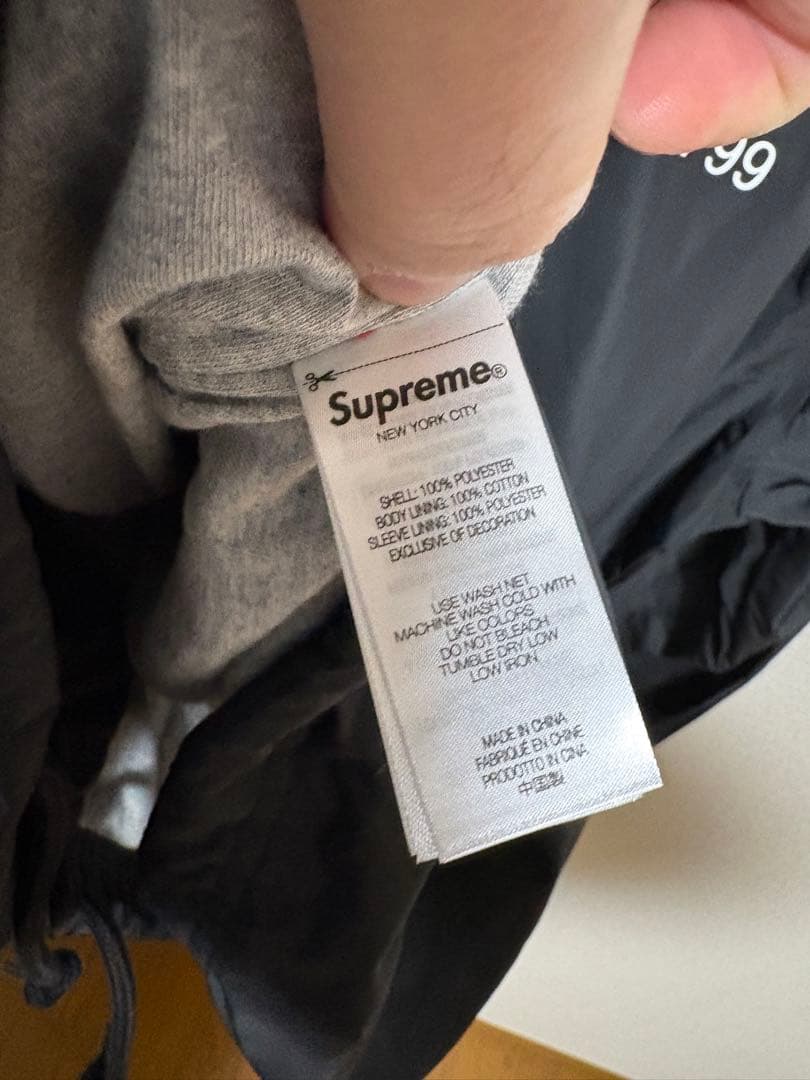 99
Supreme®
NEW YORK CITY
SHELL: 100% POLYESTER
BODY LINING: 100% COTTON
SLEEVE LINING: 100% POLYESTER
EXCLUSIVE OF DECORATION
USE WASH NET
MACHINE WASH COLD WITH
LIKE COLORS
DO NOT BLEACH
TUMBLE DRY LOW
LOW IRON
MADE IN CHINA
FABRIQUÉ EN CHINE
PRODOTTO IN CINA
中国製